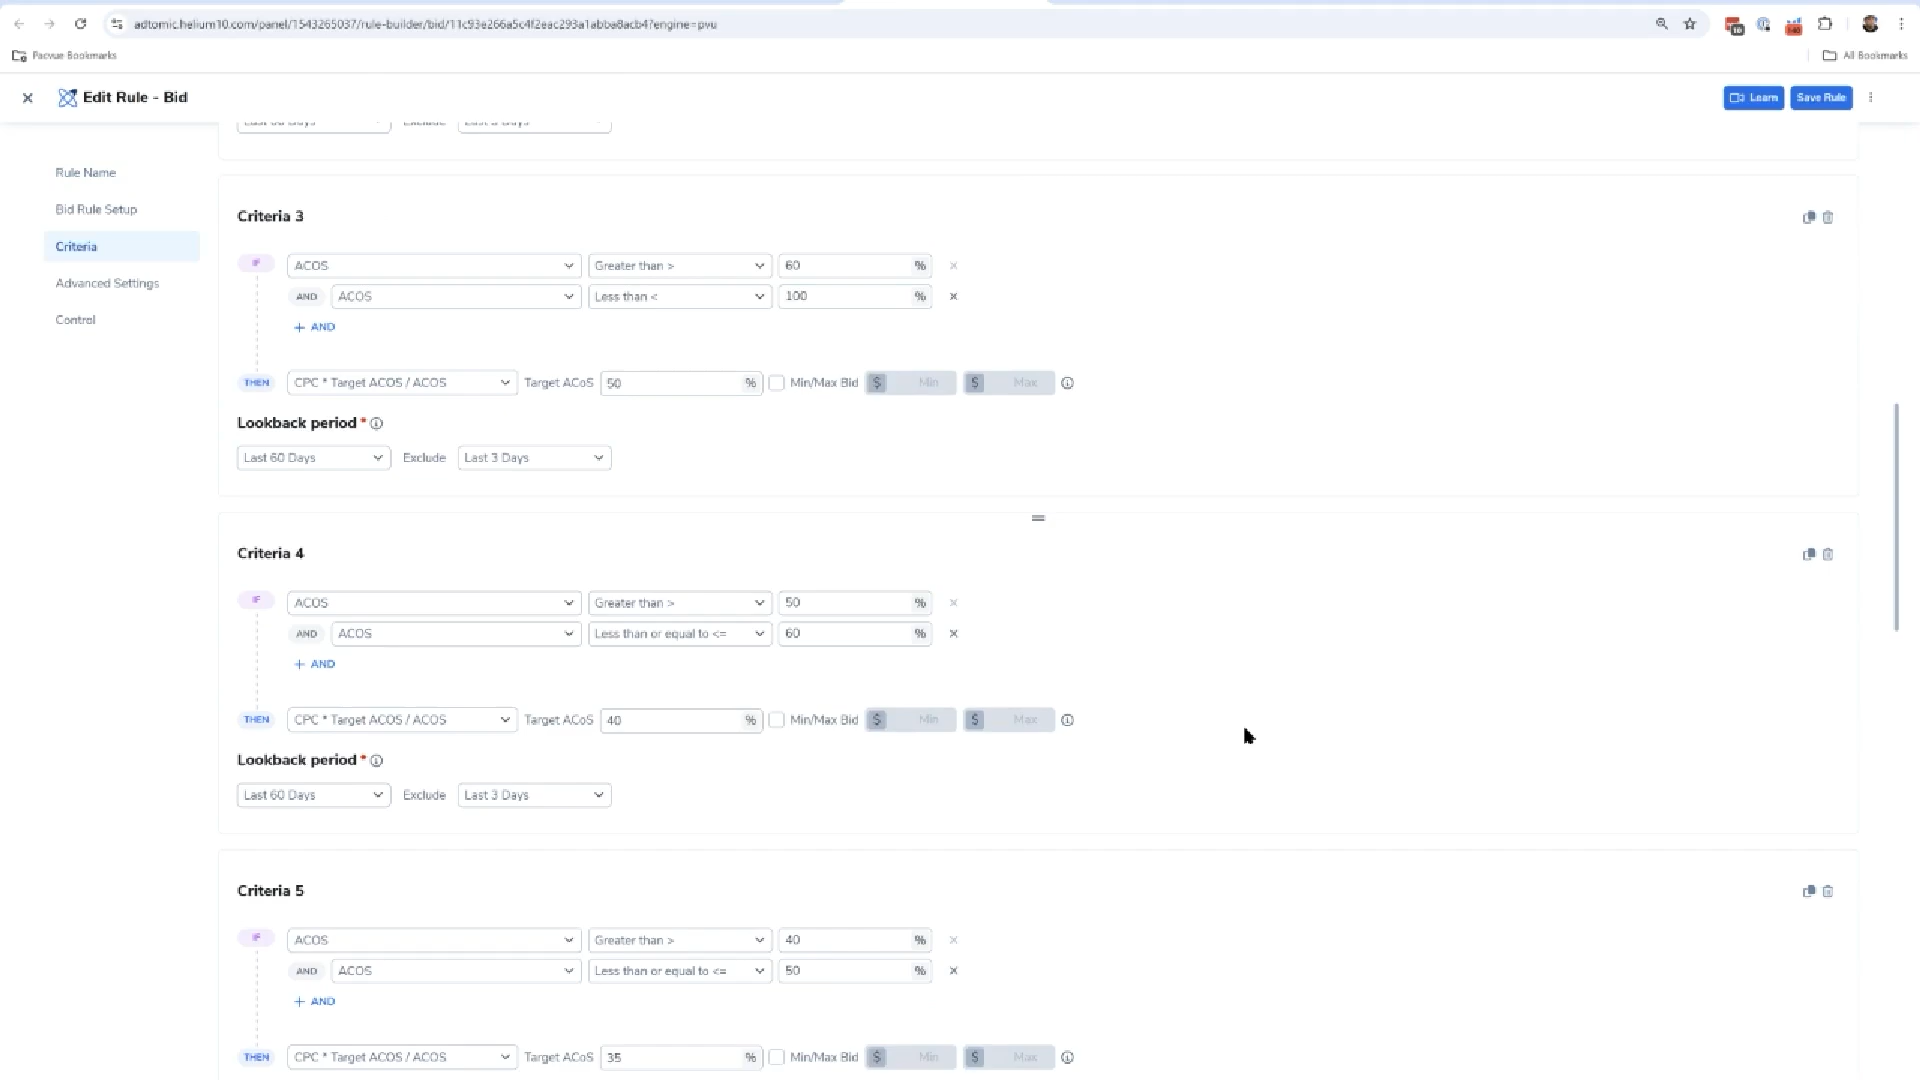 adtomic.helium10.com/panel/1543265037/rule-builder/bid/11c93e266a5c4f2eac293a1abba8acb4?engine=pvu
Pacvue Bookmarks
All Bookmarks
Edit Rule - Bid
Learn
Save Rule
Rule Name
Bid Rule Setup
Criteria
Advanced Settings
Control
Criteria 3
IF ACOS Greater than > 60 %
AND ACOS Less than < 100 %
+ AND
THEN CPC * Target ACOS / ACOS Target ACoS 50 % Min/Max Bid $ Min $ Max
Lookback period *
Last 60 Days Exclude Last 3 Days
Criteria 4
IF ACOS Greater than > 50 %
AND ACOS Less than or equal to <= 60 %
+ AND
THEN CPC * Target ACOS / ACOS Target ACoS 40 % Min/Max Bid $ Min $ Max
Lookback period *
Last 60 Days Exclude Last 3 Days
Criteria 5
IF ACOS Greater than > 40 %
AND ACOS Less than or equal to <= 50 %
+ AND
THEN CPC * Target ACOS / ACOS Target ACoS 35 % Min/Max Bid $ Min $ Max